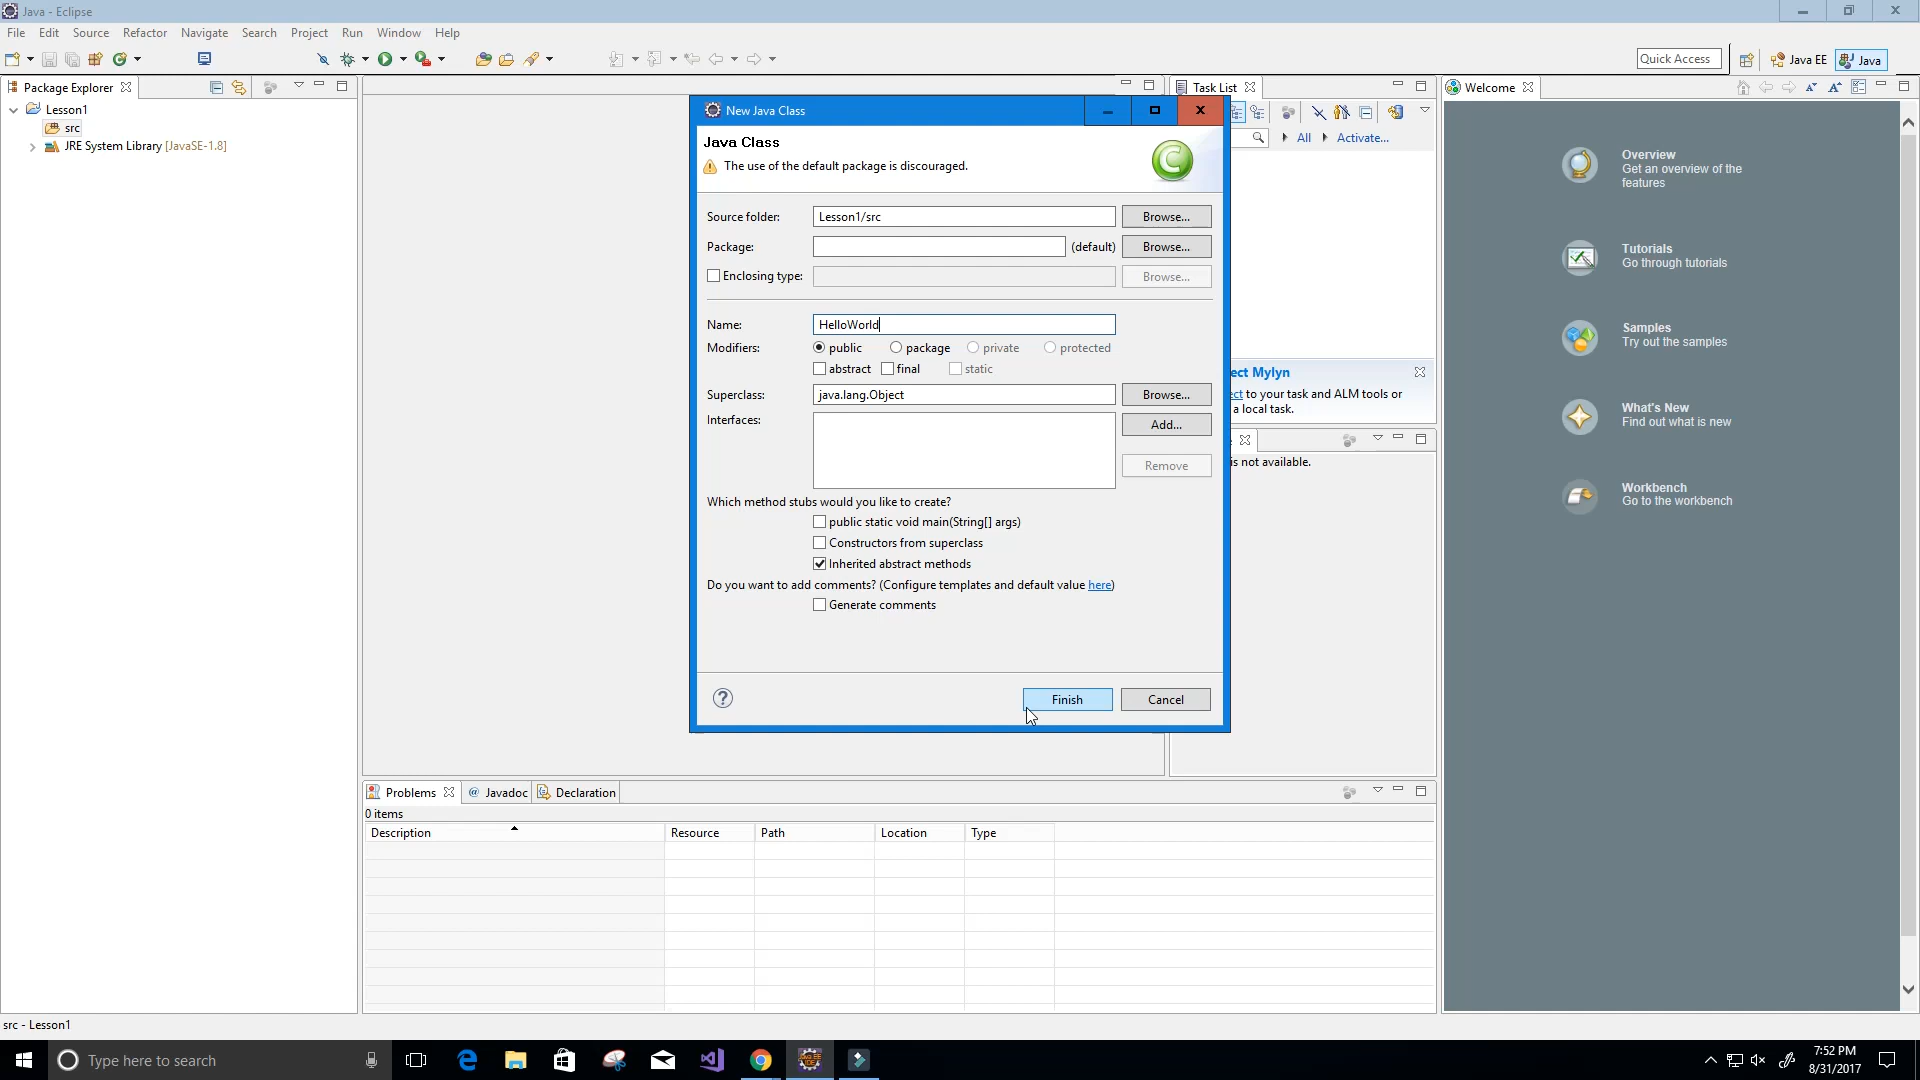 Java - Eclipse
File Edit Source Refactor Navigate Search Project Run Window Help
Quick Access Java EE Java
Package Explorer
Lesson1
src
JRE System Library [JavaSE-1.8]
New Java Class
Java Class
The use of the default package is discouraged.
Source folder: Lesson1/src Browse...
Package: (default) Browse...
Enclosing type: Browse...
Name: HelloWorld
Modifiers: public package private protected
abstract final static
Superclass: java.lang.Object Browse...
Interfaces: Add...
Remove
Which method stubs would you like to create?
public static void main(String[] args)
Constructors from superclass
Inherited abstract methods
Do you want to add comments? (Configure templates and default value here)
Generate comments
? Finish Cancel
Task List
All Activate...
Mylyn
to your task and ALM tools or
a local task.
is not available.
Welcome
Overview
Get an overview of the
features
Tutorials
Go through tutorials
Samples
Try out the samples
What's New
Find out what is new
Workbench
Go to the workbench
Problems @ Javadoc Declaration
0 items
Description Resource Path Location Type
src - Lesson1
Type here to search
7:52 PM
8/31/2017